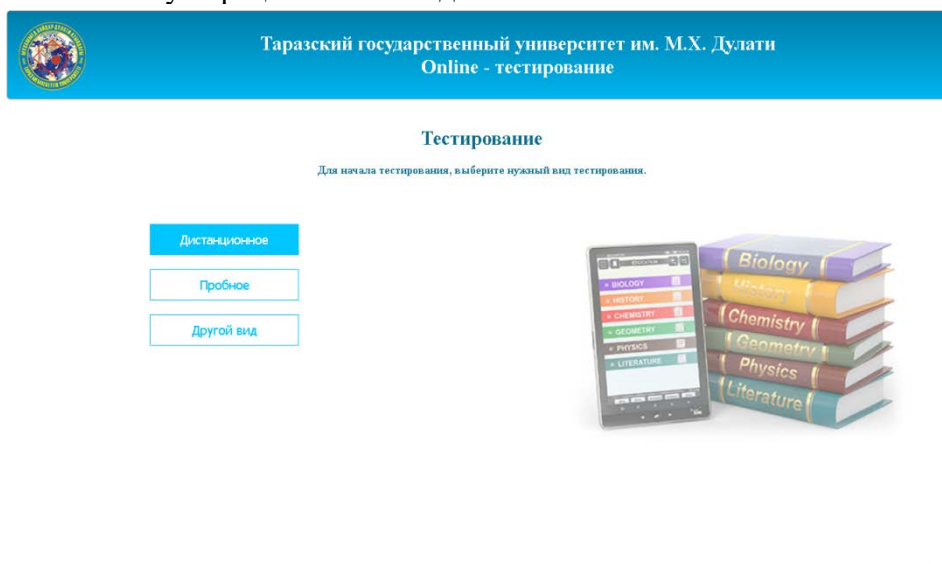 Таразский государственный университет им. М.Х. Дулати
Online - тестирование
Тестирование
Для начала тестирования, выберите нужный вид тестирования.
Дистанционное
Пробное
Другой вид
EDUCATION
BIOLOGY
HISTORY
CHEMISTRY
GEOMETRY
PHYSICS
LITERATURE
Biology
History
Chemistry
Geometry
Physics
Literature